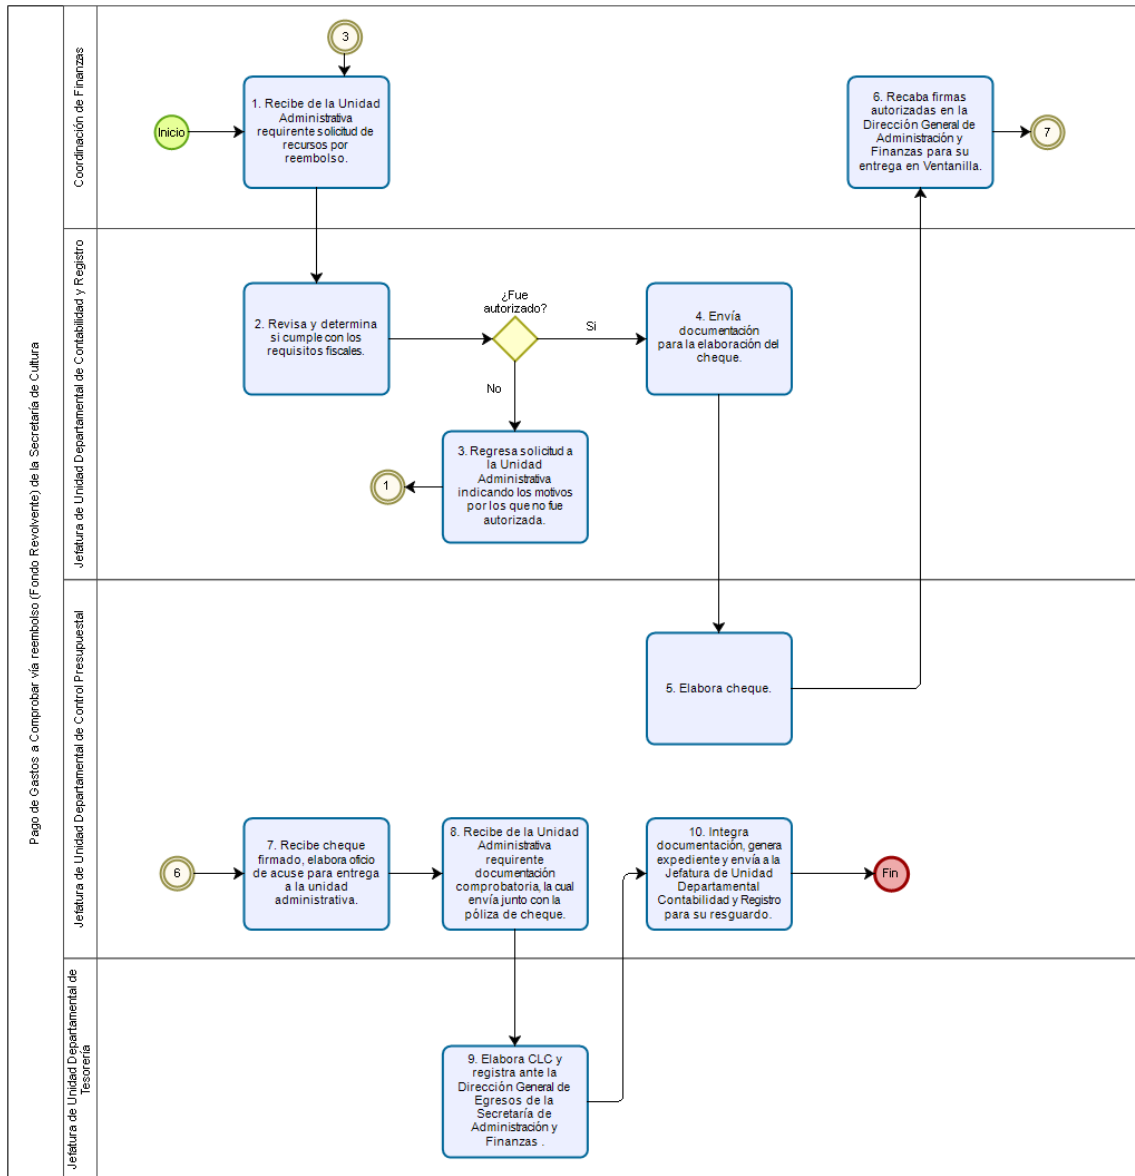 Pago de Gastos a Comprobar vía reembolso (Fondo Revolvente) de la Secretaría de Cultura
Coordinación de Finanzas
3
Inicio
1. Recibe de la Unidad
Administrativa
requirente solicitud de
recursos por
reembolso.
6. Recaba firmas
autorizadas en la
Dirección General de
Administración y
Finanzas para su
entrega en Ventanilla.
7
Jefatura de Unidad Departamental de Contabilidad y Registro
2. Revisa y determina
si cumple con los
requisitos fiscales.
¿Fue
autorizado?
Si
No
4. Envía
documentación
para la elaboración del
cheque.
3. Regresa solicitud a
la Unidad
Administrativa
indicando los motivos
por los que no fue
autorizada.
1
Jefatura de Unidad Departamental de Control Presupuestal
5. Elabora cheque.
6
7. Recibe cheque
firmado, elabora oficio
de acuse para entrega
a la unidad
administrativa.
8. Recibe de la Unidad
Administrativa
requirente
documentación
comprobatoria, la cual
envía junto con la
póliza de cheque.
10. Integra
documentación, genera
expediente y envía a la
Jefatura de Unidad
Departamental
Contabilidad y Registro
para su resguardo.
Fin
Jefatura de Unidad Departamental de
Tesorería
9. Elabora CLC y
registra ante la
Dirección General de
Egresos de la
Secretaría de
Administración y
Finanzas .